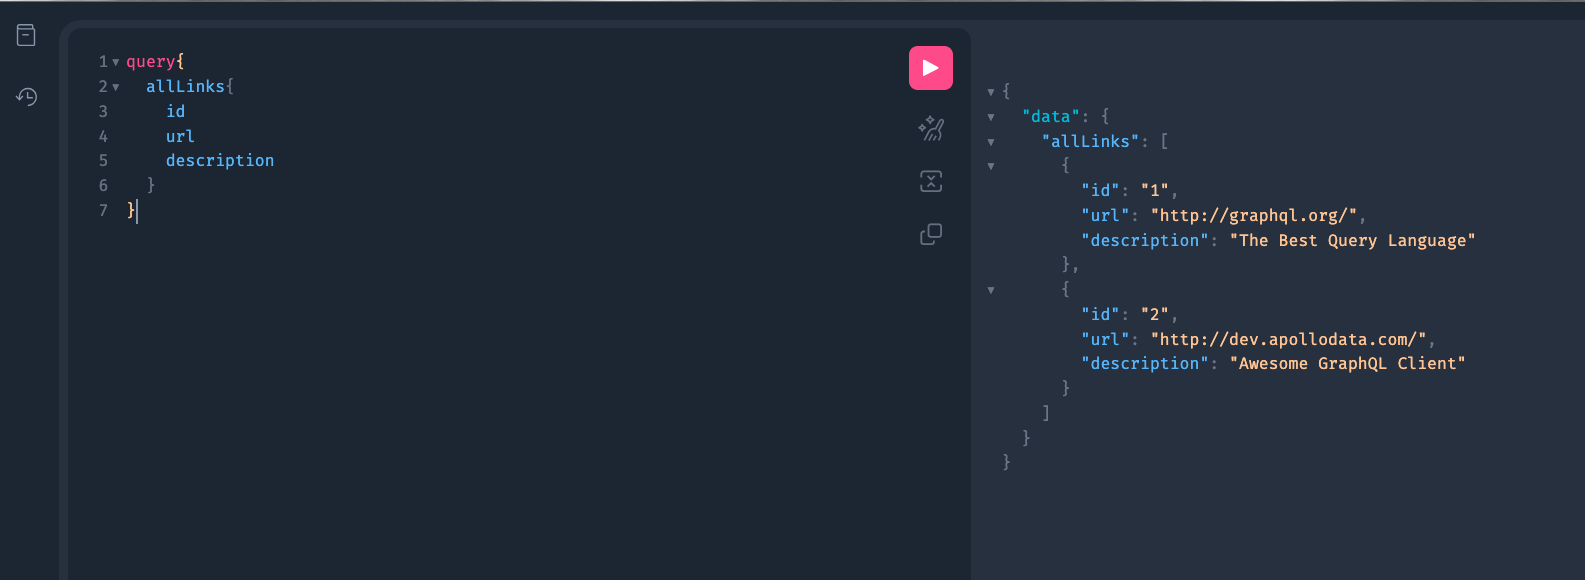 1 query{
2 allLinks{
3 id
4 url
5 description
6 }
7 }
{
"data": {
"allLinks": [
{
"id": "1",
"url": "http://graphql.org/",
"description": "The Best Query Language"
},
{
"id": "2",
"url": "http://dev.apollodata.com/",
"description": "Awesome GraphQL Client"
}
]
}
}